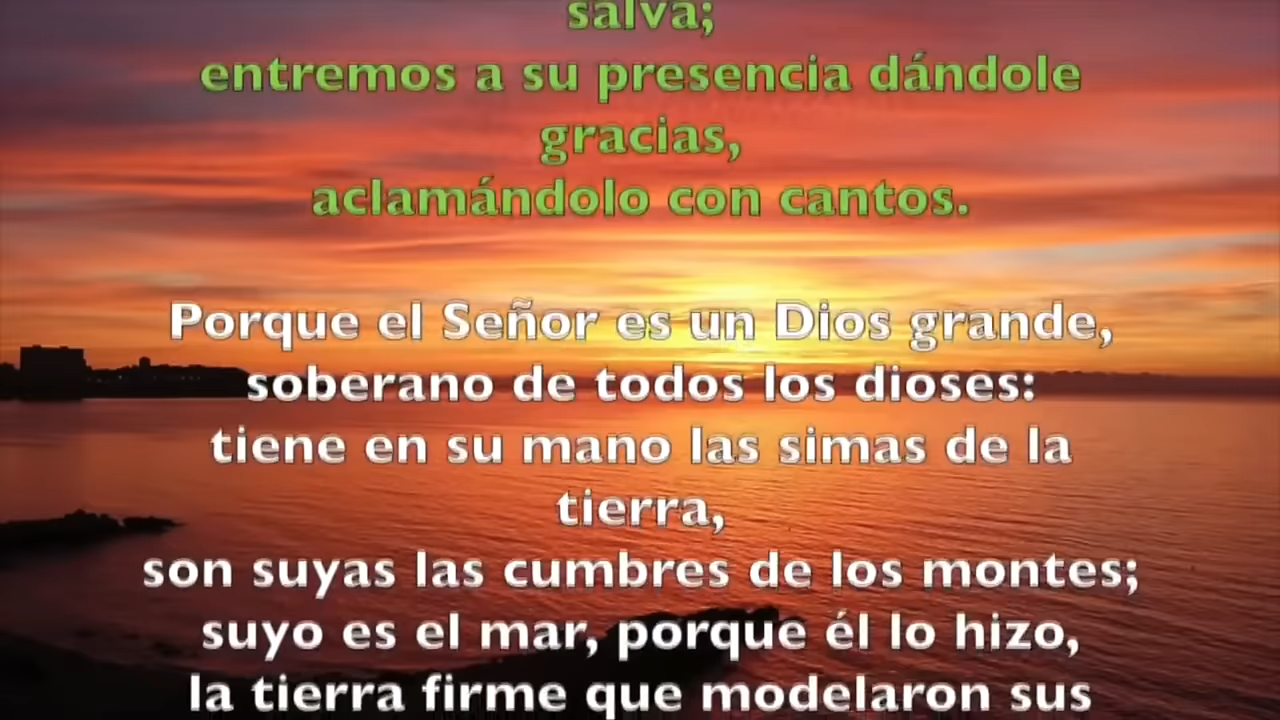 salva;
entremos a su presencia dándole
gracias,
aclamándolo con cantos.
Porque el Señor es un Dios grande,
soberano de todos los dioses:
tiene en su mano las simas de la
tierra,
son suyas las cumbres de los montes;
suyo es el mar, porque él lo hizo,
la tierra firme que modelaron sus